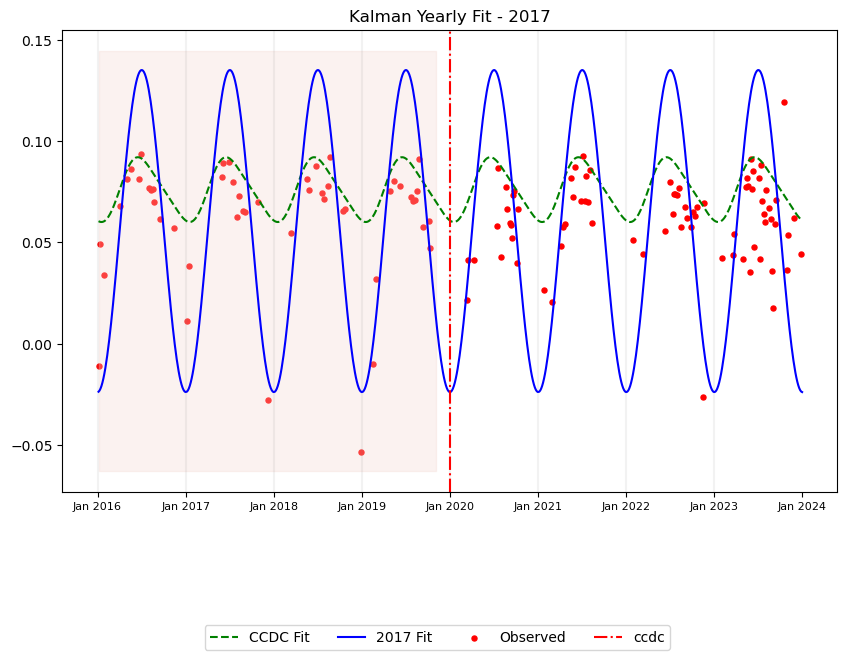 Kalman Yearly Fit - 2017
0.15
0.10
0.05
0.00
−0.05
Jan 2016 Jan 2017 Jan 2018 Jan 2019 Jan 2020 Jan 2021 Jan 2022 Jan 2023 Jan 2024
CCDC Fit 2017 Fit Observed ccdc